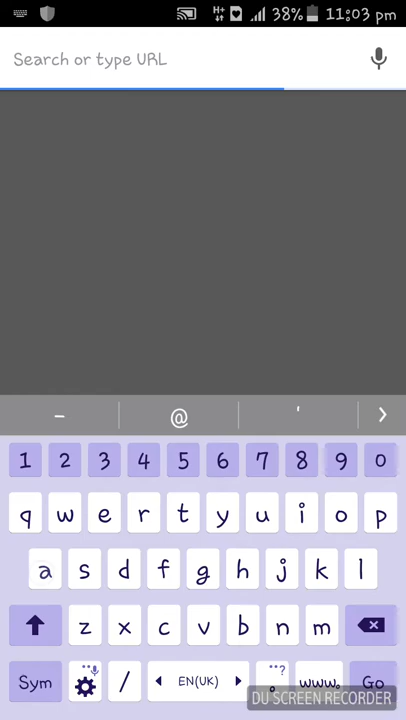 H+ 38% 11:03 pm
Search or type URL
- @ '
1 2 3 4 5 6 7 8 9 0
q w e r t y u i o p
a s d f g h j k l
z x c v b n m
Sym / EN(UK) . www. Go
DU SCREEN RECORDER